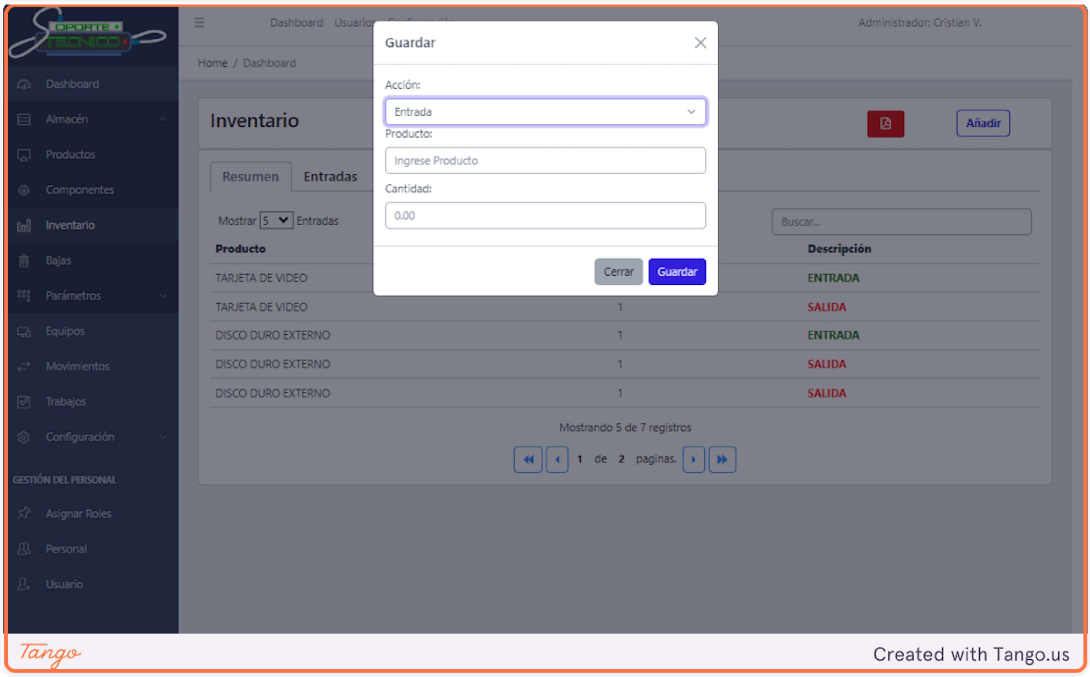 SOPORTE
TECNICO
Dashboard Usuarios Configuración
Administrador: Cristian V.
Home / Dashboard
Dashboard
Almacén
Productos
Componentes
Inventario
Bajas
Parámetros
Equipos
Movimientos
Trabajos
Configuración
GESTIÓN DEL PERSONAL
Asignar Roles
Personal
Usuario
Guardar
Acción:
Entrada
Producto:
Ingrese Producto
Cantidad:
0.00
Cerrar
Guardar
Inventario
Añadir
Resumen
Entradas
Mostrar 5 Entradas
Buscar...
Producto Descripción
TARJETA DE VIDEO ENTRADA
TARJETA DE VIDEO 1 SALIDA
DISCO DURO EXTERNO 1 ENTRADA
DISCO DURO EXTERNO 1 SALIDA
DISCO DURO EXTERNO 1 SALIDA
Mostrando 5 de 7 registros
1 de 2 paginas.
Tango
Created with Tango.us